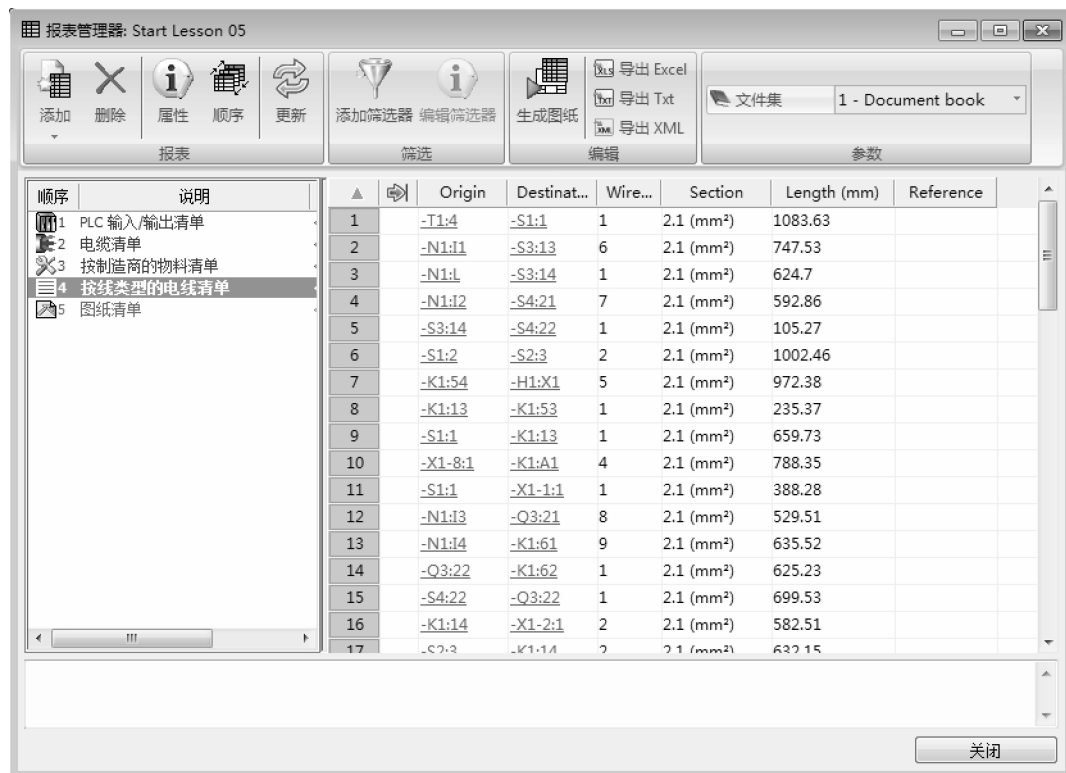 报表管理器: Start Lesson 05
添加 删除 属性 顺序 更新
报表
添加筛选器 编辑筛选器
筛选
生成图纸
导出 Excel
导出 Txt
导出 XML
编辑
文件集 1 - Document book
参数
顺序 说明
1 PLC 输入/输出清单
2 电缆清单
3 按制造商的物料清单
4 按线类型的电线清单
5 图纸清单
Origin Destinat... Wire... Section Length (mm) Reference
1 -T1:4 -S1:1 1 2.1 (mm²) 1083.63
2 -N1:I1 -S3:13 6 2.1 (mm²) 747.53
3 -N1:L -S3:14 1 2.1 (mm²) 624.7
4 -N1:I2 -S4:21 7 2.1 (mm²) 592.86
5 -S3:14 -S4:22 1 2.1 (mm²) 105.27
6 -S1:2 -S2:3 2 2.1 (mm²) 1002.46
7 -K1:54 -H1:X1 5 2.1 (mm²) 972.38
8 -K1:13 -K1:53 1 2.1 (mm²) 235.37
9 -S1:1 -K1:13 1 2.1 (mm²) 659.73
10 -X1-8:1 -K1:A1 4 2.1 (mm²) 788.35
11 -S1:1 -X1-1:1 1 2.1 (mm²) 388.28
12 -N1:I3 -Q3:21 8 2.1 (mm²) 529.51
13 -N1:I4 -K1:61 9 2.1 (mm²) 635.52
14 -Q3:22 -K1:62 1 2.1 (mm²) 625.23
15 -S4:22 -Q3:22 1 2.1 (mm²) 699.53
16 -K1:14 -X1-2:1 2 2.1 (mm²) 582.51
17 -S2:3 -K1:14 2 2.1 (mm²) 632.15
关闭